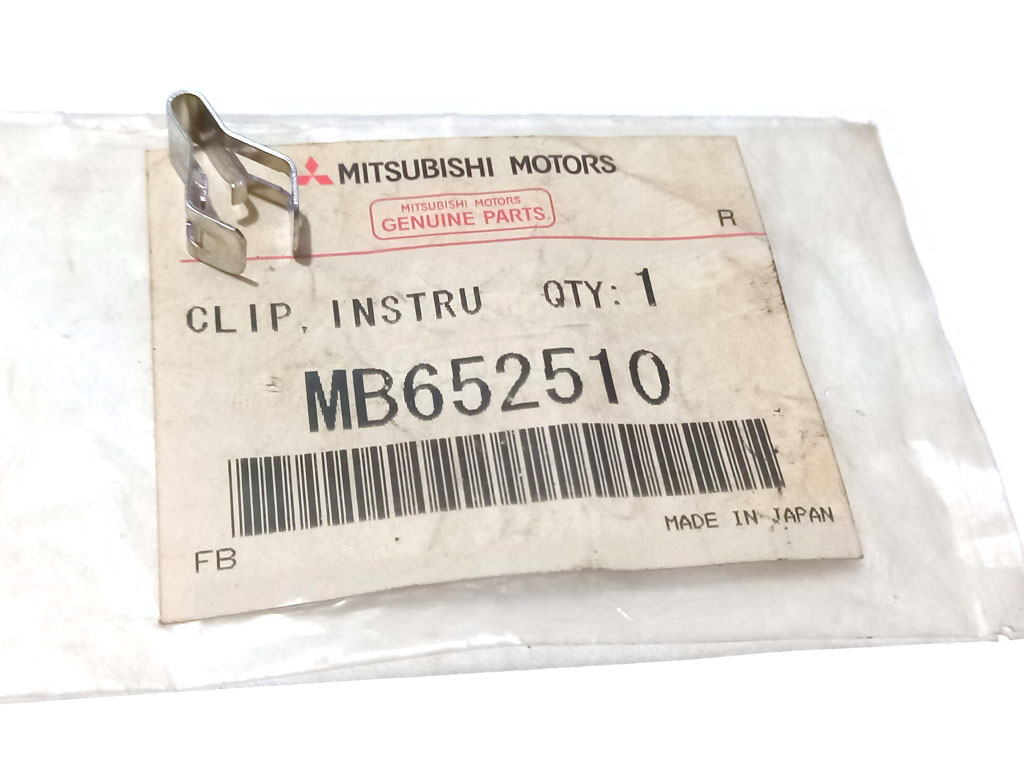 MITSUBISHI MOTORS
MITSUBISHI MOTORS
GENUINE PARTS
R
CLIP, INSTRU QTY: 1
MB652510
MADE IN JAPAN
FB